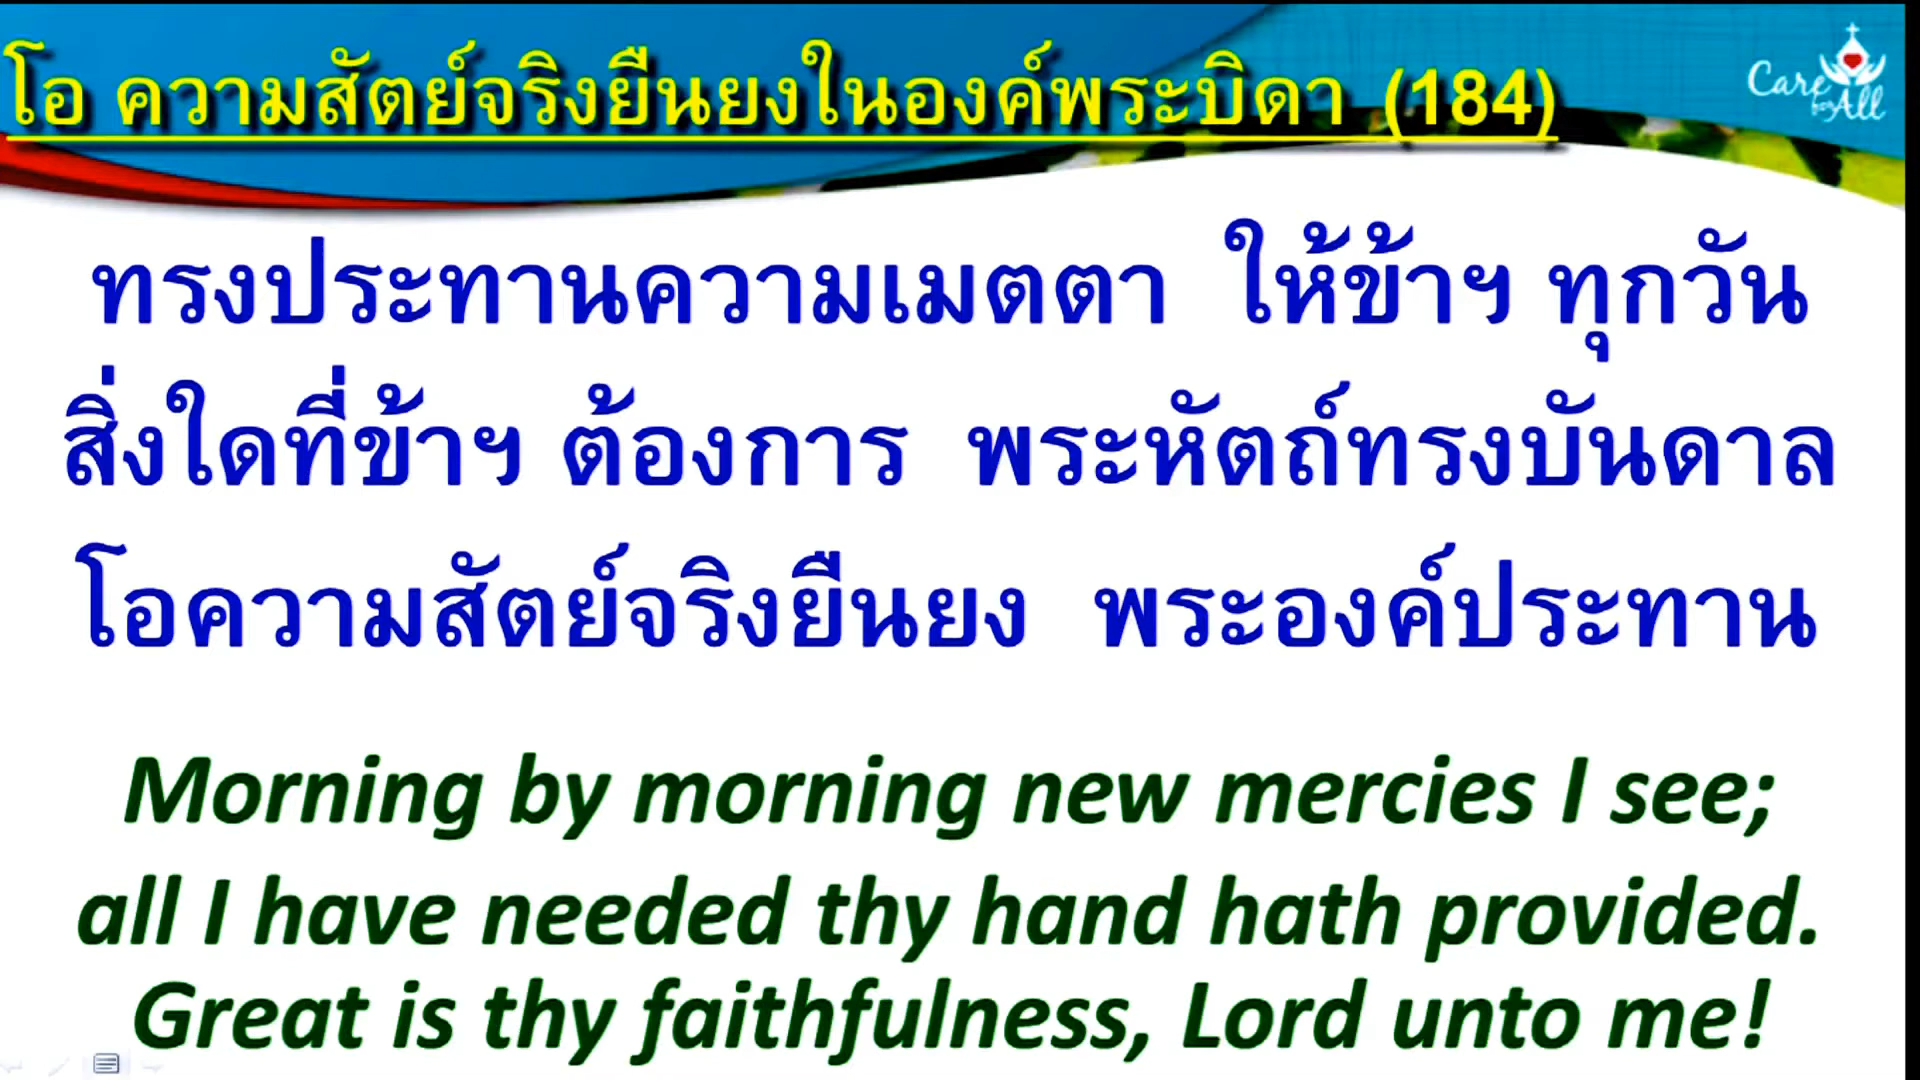 โอ ความสัตย์จริงยืนยงในองค์พระบิดา (184)
Care
for All
ทรงประทานความเมตตา ให้ข้าฯ ทุกวัน
สิ่งใดที่ข้าฯ ต้องการ พระหัตถ์ทรงบันดาล
โอความสัตย์จริงยืนยง พระองค์ประทาน
Morning by morning new mercies I see;
all I have needed thy hand hath provided.
Great is thy faithfulness, Lord unto me!